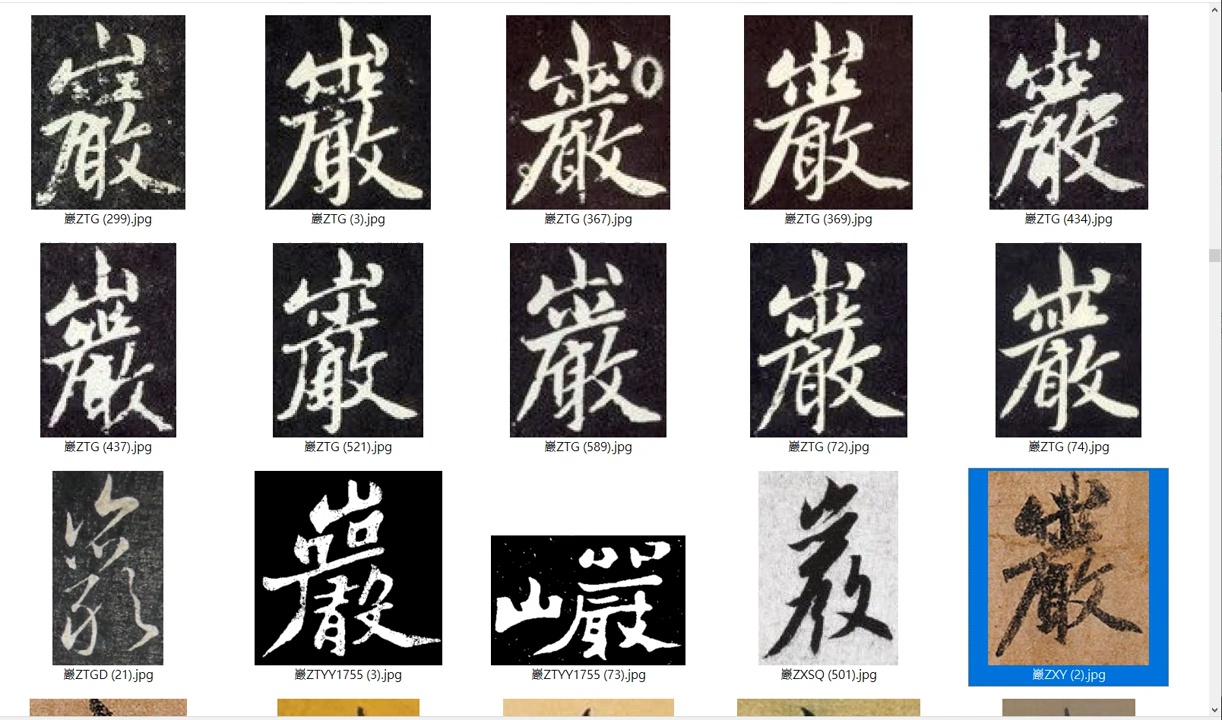 巖 巖 巖 巖 巖
巖ZTG (299).jpg 巖ZTG (3).jpg 巖ZTG (367).jpg 巖ZTG (369).jpg 巖ZTG (434).jpg
巖 巖 巖 巖 巖
巖ZTG (437).jpg 巖ZTG (521).jpg 巖ZTG (589).jpg 巖ZTG (72).jpg 巖ZTG (74).jpg
巖 巖 巖 巖 巖
巖ZTGD (21).jpg 巖ZTYY1755 (3).jpg 巖ZTYY1755 (73).jpg 巖ZXSQ (501).jpg 巖ZXY (2).jpg